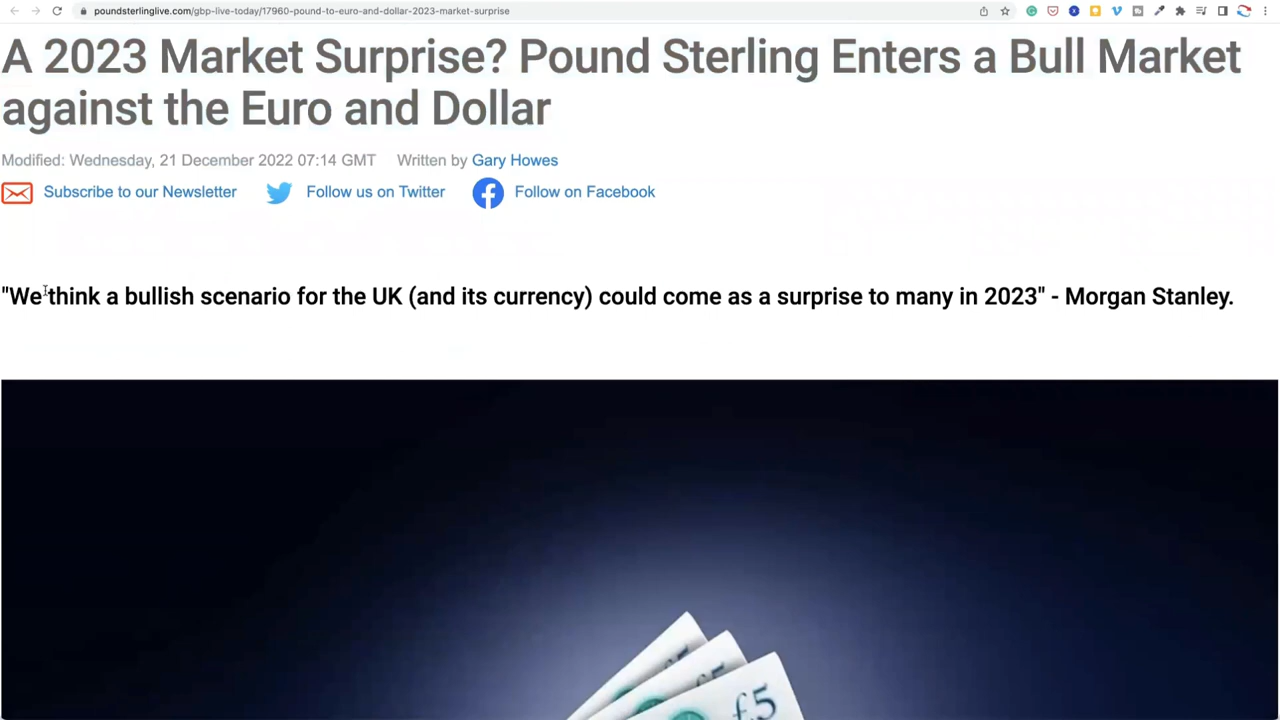 poundsterlinglive.com/gbp-live-today/17960-pound-to-euro-and-dollar-2023-market-surprise
A 2023 Market Surprise? Pound Sterling Enters a Bull Market
against the Euro and Dollar
Modified: Wednesday, 21 December 2022 07:14 GMT Written by Gary Howes
Subscribe to our Newsletter Follow us on Twitter Follow on Facebook
"We think a bullish scenario for the UK (and its currency) could come as a surprise to many in 2023" - Morgan Stanley.
£5
£5
£5